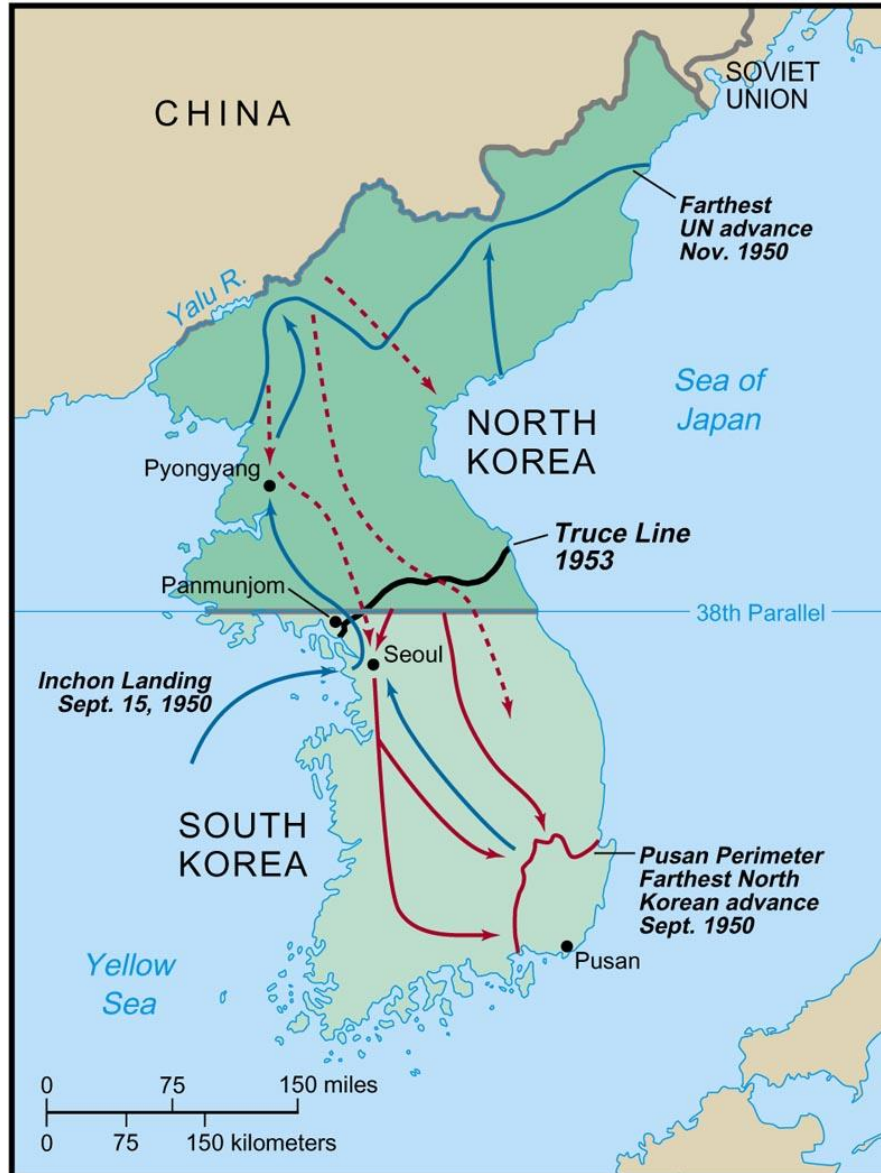 SOVIET
UNION
CHINA
Farthest
UN advance
Nov. 1950
Yalu R.
Sea of
Japan
NORTH
KOREA
Pyongyang
Truce Line
1953
Panmunjom
38th Parallel
Seoul
Inchon Landing
Sept. 15, 1950
SOUTH
KOREA
Pusan Perimeter
Farthest North
Korean advance
Sept. 1950
Pusan
Yellow
Sea
0 75 150 miles
0 75 150 kilometers